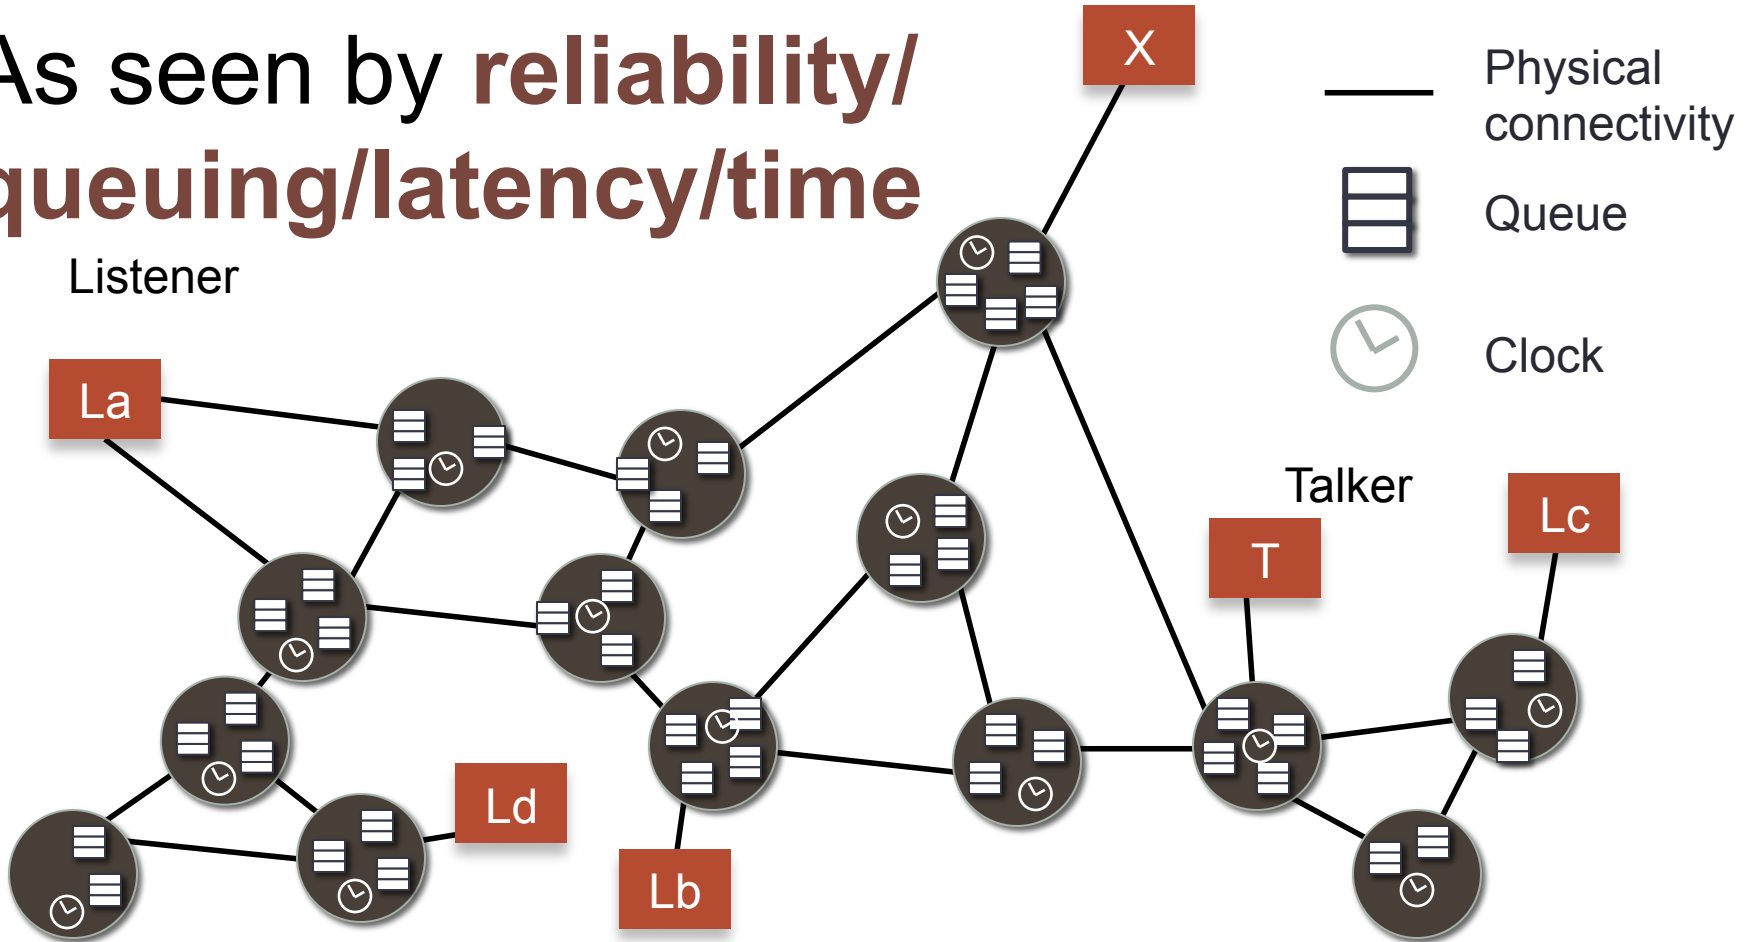 As seen by reliability/
queuing/latency/time
Listener
X
Physical
connectivity
Queue
Clock
La
Talker
Lc
T
Ld
Lb